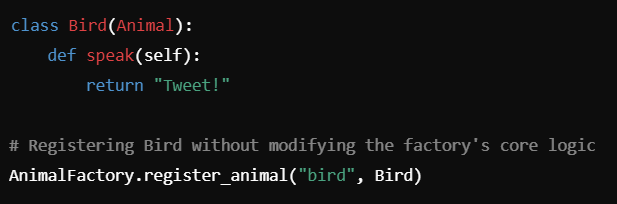 class Bird(Animal):
    def speak(self):
        return "Tweet!"
# Registering Bird without modifying the factory's core logic
AnimalFactory.register_animal("bird", Bird)